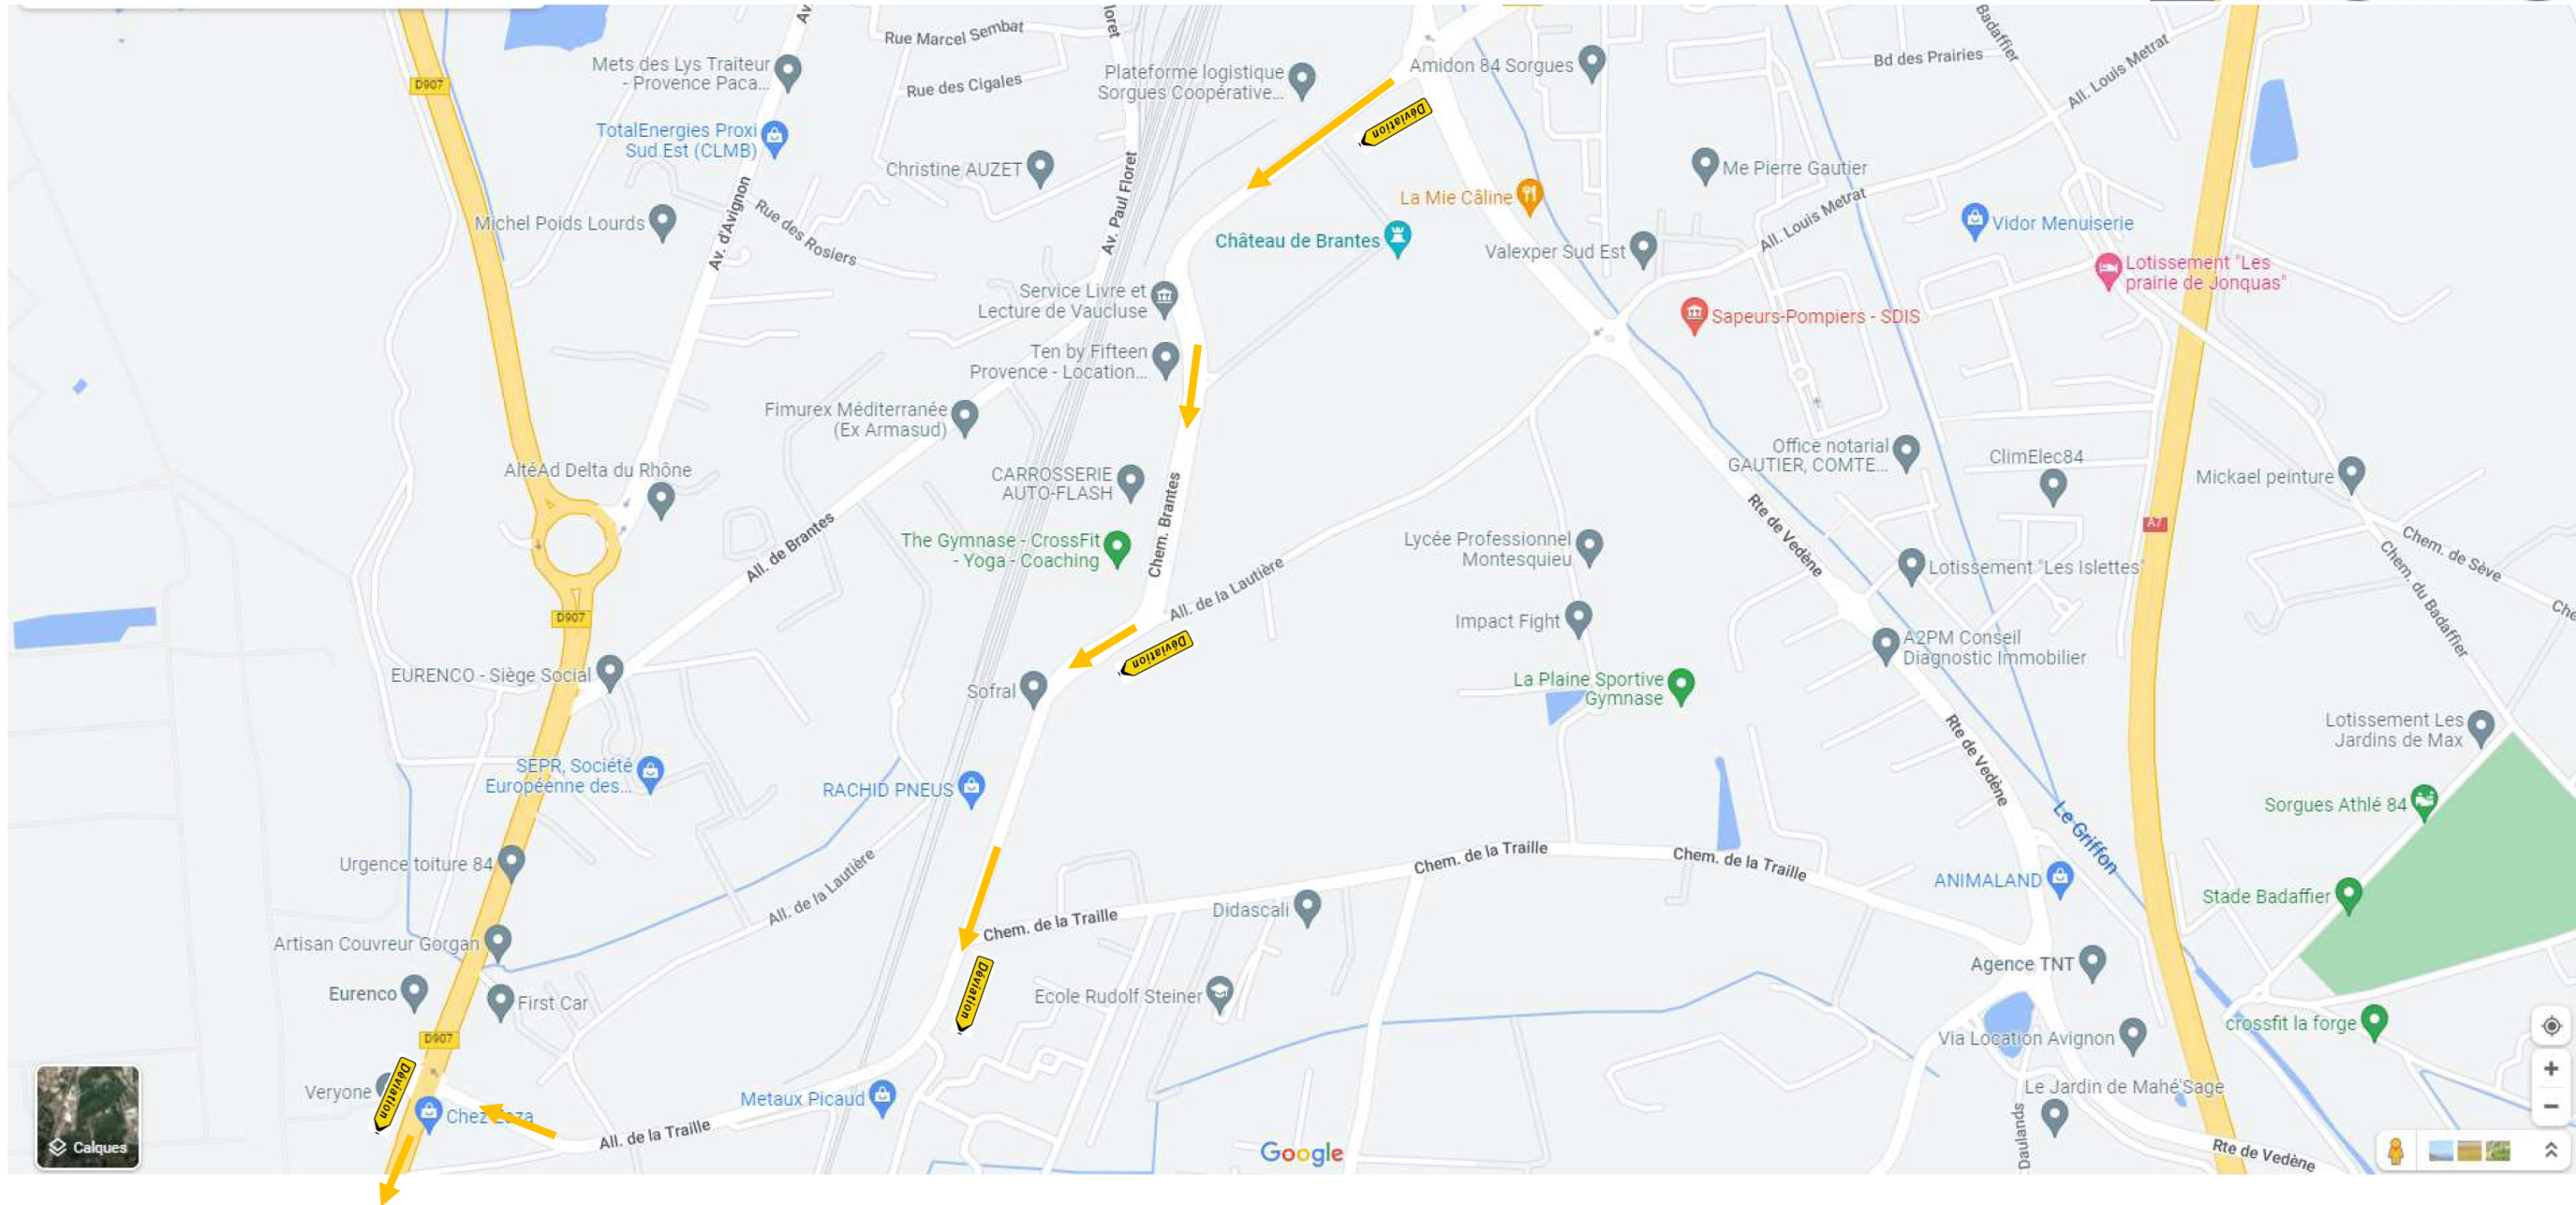 D907
Mets des Lys Traiteur
- Provence Paca...
TotalEnergies Proxi
Sud Est (CLMB)
Michel Poids Lourds
Av. d'Avignon
Rue des Rosiers
Rue Marcel Sembat
Rue des Cigales
Christine AUZET
Av. Paul Floret
Plateforme logistique
Sorgues Coopérative...
Amidon 84 Sorgues
Déviation
La Mie Câline
Château de Brantes
Valexper Sud Est
Me Pierre Gautier
All. Louis Metrat
Bd des Prairies
Badaffier
All. Louis Metrat
Vidor Menuiserie
Lotissement "Les
prairie de Jonquas"
Sapeurs-Pompiers - SDIS
Service Livre et
Lecture de Vaucluse
Ten by Fifteen
Provence - Location...
Fimurex Méditerranée
(Ex Armasud)
AltéAd Delta du Rhône
CARROSSERIE
AUTO-FLASH
Chem. Brantes
The Gymnase - CrossFit
- Yoga - Coaching
All. de Brantes
All. de la Lautière
Lycée Professionnel
Montesquieu
Office notarial
GAUTIER, COMTE...
ClimElec84
Rte de Vedène
Mickael peinture
A7
Chem. de Sève
Chem. du Badaffier
Lotissement "Les Islettes"
Impact Fight
A2PM Conseil
Diagnostic Immobilier
D907
EURENCO - Siège Social
Sofral
Déviation
La Plaine Sportive
Gymnase
Rte de Vedène
Lotissement Les
Jardins de Max
SEPR, Société
Européenne des...
RACHID PNEUS
Le Griffon
Sorgues Athlé 84
Urgence toiture 84
All. de la Lautière
Chem. de la Traille
Chem. de la Traille
Chem. de la Traille
Didascali
ANIMALAND
Stade Badaffier
Artisan Couvreur Gorgan
Eurenco
First Car
Déviation
Ecole Rudolf Steiner
Agence TNT
crossfit la forge
Via Location Avignon
D907
Déviation
Veryone
Chez
Metaux Picaud
All. de la Traille
Le Jardin de Mahé'Sage
Daulands
Rte de Vedène
Calques
Google